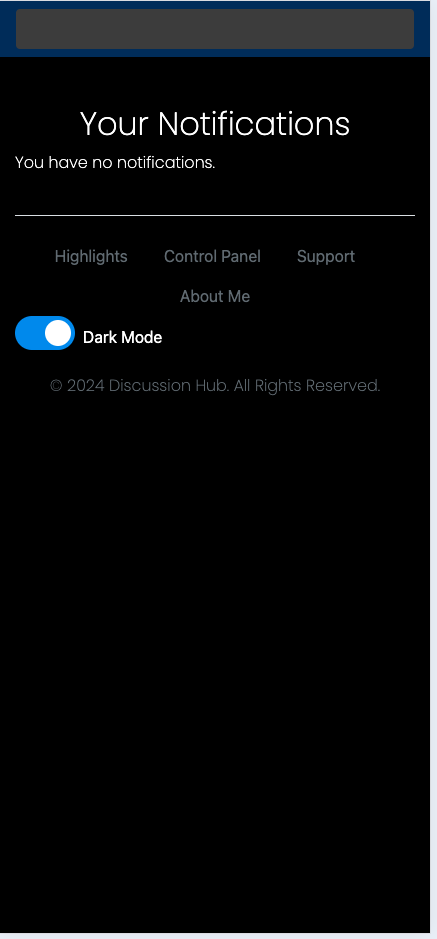 Your Notifications
You have no notifications.
Highlights Control Panel Support
About Me
Dark Mode
© 2024 Discussion Hub. All Rights Reserved.